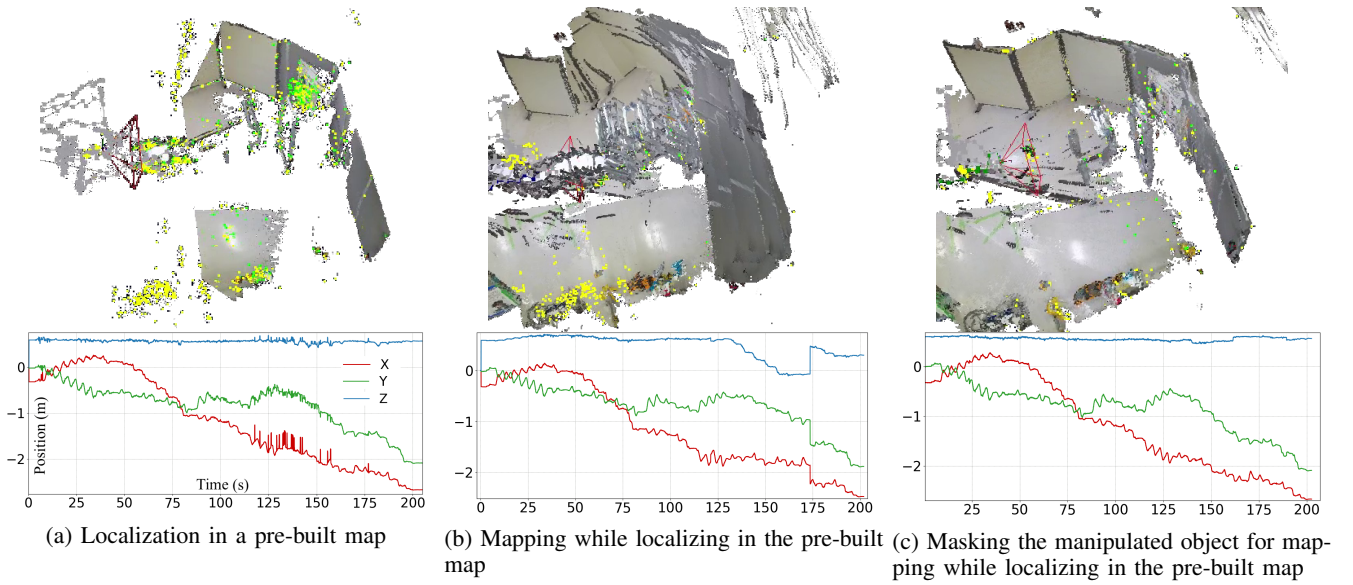 0
−1
−2
Position (m)
X
Y
Z
Time (s)
0 25 50 75 100 125 150 175 200
0
−1
−2
0 25 50 75 100 125 150 175 200
0
−1
−2
25 50 75 100 125 150 175 200
(a) Localization in a pre-built map
(b) Mapping while localizing in the pre-built
map
(c) Masking the manipulated object for map-
ping while localizing in the pre-built map